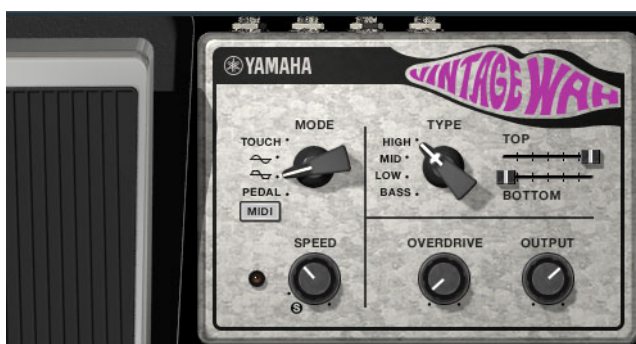 YAMAHA
VINTAGE WAH
MODE
TOUCH
PEDAL
MIDI
TYPE
HIGH
MID
LOW
BASS
TOP
BOTTOM
SPEED
S
OVERDRIVE
OUTPUT